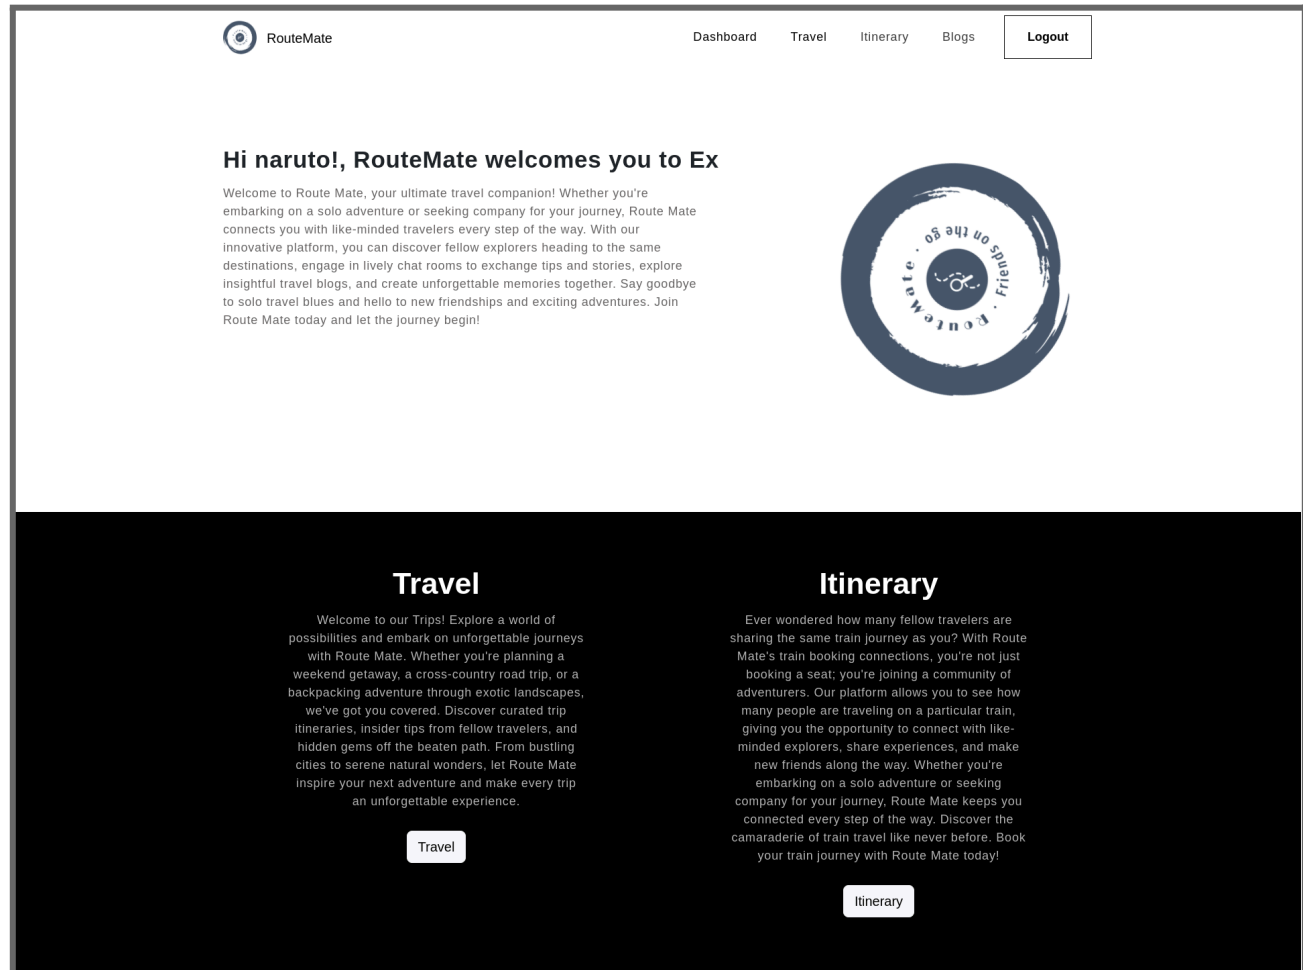 RouteMate
Dashboard
Travel
Itinerary
Blogs
Logout
Hi naruto!, RouteMate welcomes you to Ex
Welcome to Route Mate, your ultimate travel companion! Whether you're
embarking on a solo adventure or seeking company for your journey, Route Mate
connects you with like-minded travelers every step of the way. With our
innovative platform, you can discover fellow explorers heading to the same
destinations, engage in lively chat rooms to exchange tips and stories, explore
insightful travel blogs, and create unforgettable memories together. Say goodbye
to solo travel blues and hello to new friendships and exciting adventures. Join
Route Mate today and let the journey begin!
RouteMate · Friends on the go ·
Travel
Welcome to our Trips! Explore a world of
possibilities and embark on unforgettable journeys
with Route Mate. Whether you're planning a
weekend getaway, a cross-country road trip, or a
backpacking adventure through exotic landscapes,
we've got you covered. Discover curated trip
itineraries, insider tips from fellow travelers, and
hidden gems off the beaten path. From bustling
cities to serene natural wonders, let Route Mate
inspire your next adventure and make every trip
an unforgettable experience.
Travel
Itinerary
Ever wondered how many fellow travelers are
sharing the same train journey as you? With Route
Mate's train booking connections, you're not just
booking a seat; you're joining a community of
adventurers. Our platform allows you to see how
many people are traveling on a particular train,
giving you the opportunity to connect with like-
minded explorers, share experiences, and make
new friends along the way. Whether you're
embarking on a solo adventure or seeking
company for your journey, Route Mate keeps you
connected every step of the way. Discover the
camaraderie of train travel like never before. Book
your train journey with Route Mate today!
Itinerary